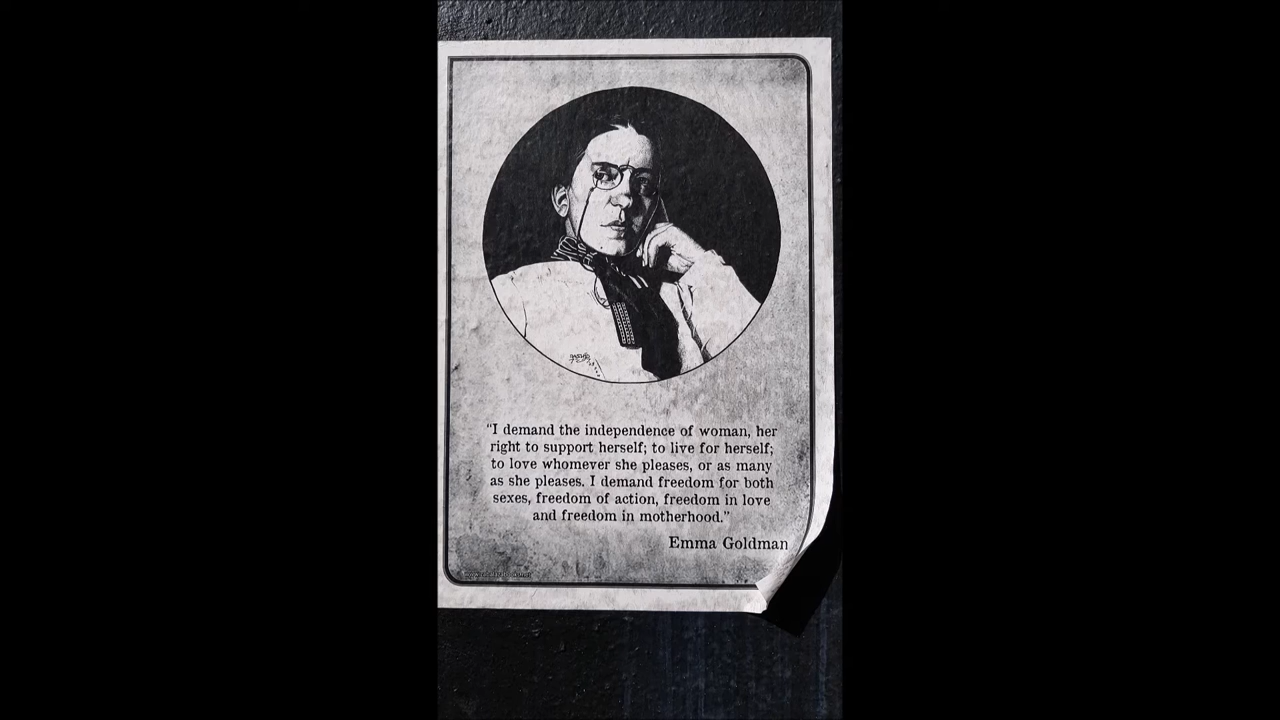 "I demand the independence of woman, her
right to support herself; to live for herself;
to love whomever she pleases, or as many
as she pleases. I demand freedom for both
sexes, freedom of action, freedom in love
and freedom in motherhood."
Emma Goldman